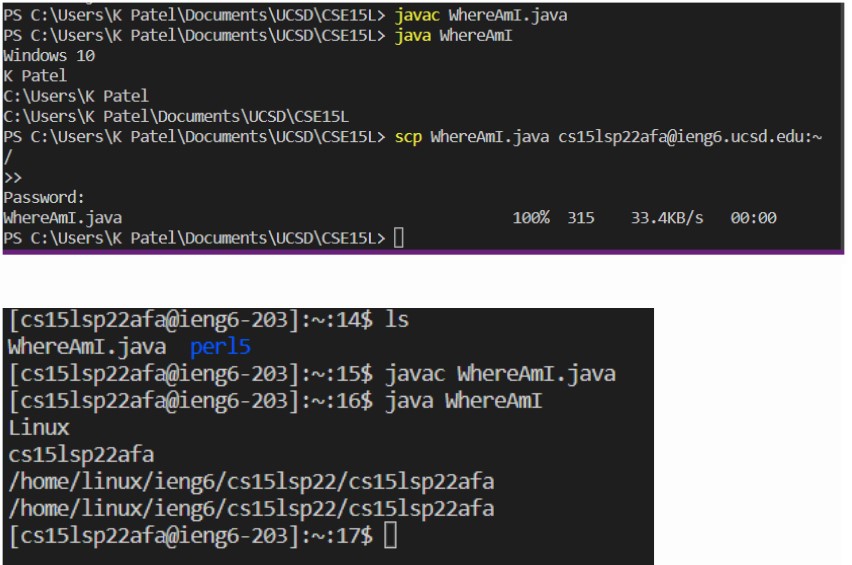 PS C:\Users\K Patel\Documents\UCSD\CSE15L> javac WhereAmI.java
PS C:\Users\K Patel\Documents\UCSD\CSE15L> java WhereAmI
Windows 10
K Patel
C:\Users\K Patel
C:\Users\K Patel\Documents\UCSD\CSE15L
PS C:\Users\K Patel\Documents\UCSD\CSE15L> scp WhereAmI.java cs15lsp22afa@ieng6.ucsd.edu:~
/
>>
Password:
WhereAmI.java 100% 315 33.4KB/s 00:00
PS C:\Users\K Patel\Documents\UCSD\CSE15L>
[cs15lsp22afa@ieng6-203]:~:14$ ls
WhereAmI.java perl5
[cs15lsp22afa@ieng6-203]:~:15$ javac WhereAmI.java
[cs15lsp22afa@ieng6-203]:~:16$ java WhereAmI
Linux
cs15lsp22afa
/home/linux/ieng6/cs15lsp22/cs15lsp22afa
/home/linux/ieng6/cs15lsp22/cs15lsp22afa
[cs15lsp22afa@ieng6-203]:~:17$